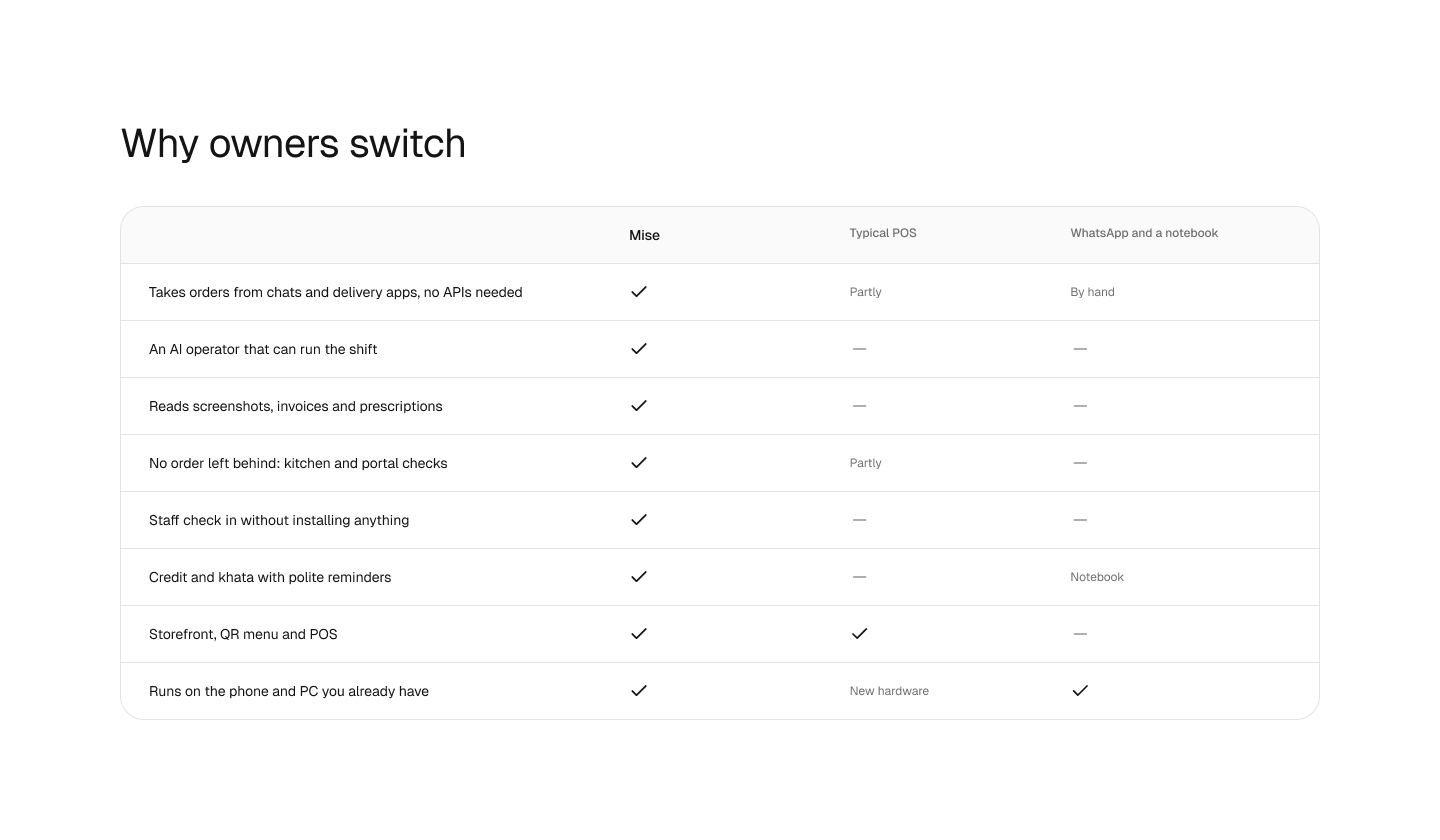 Why owners switch
Mise Typical POS WhatsApp and a notebook
Takes orders from chats and delivery apps, no APIs needed ✓ Partly By hand
An AI operator that can run the shift ✓ — —
Reads screenshots, invoices and prescriptions ✓ — —
No order left behind: kitchen and portal checks ✓ Partly —
Staff check in without installing anything ✓ — —
Credit and khata with polite reminders ✓ — Notebook
Storefront, QR menu and POS ✓ ✓ —
Runs on the phone and PC you already have ✓ New hardware ✓